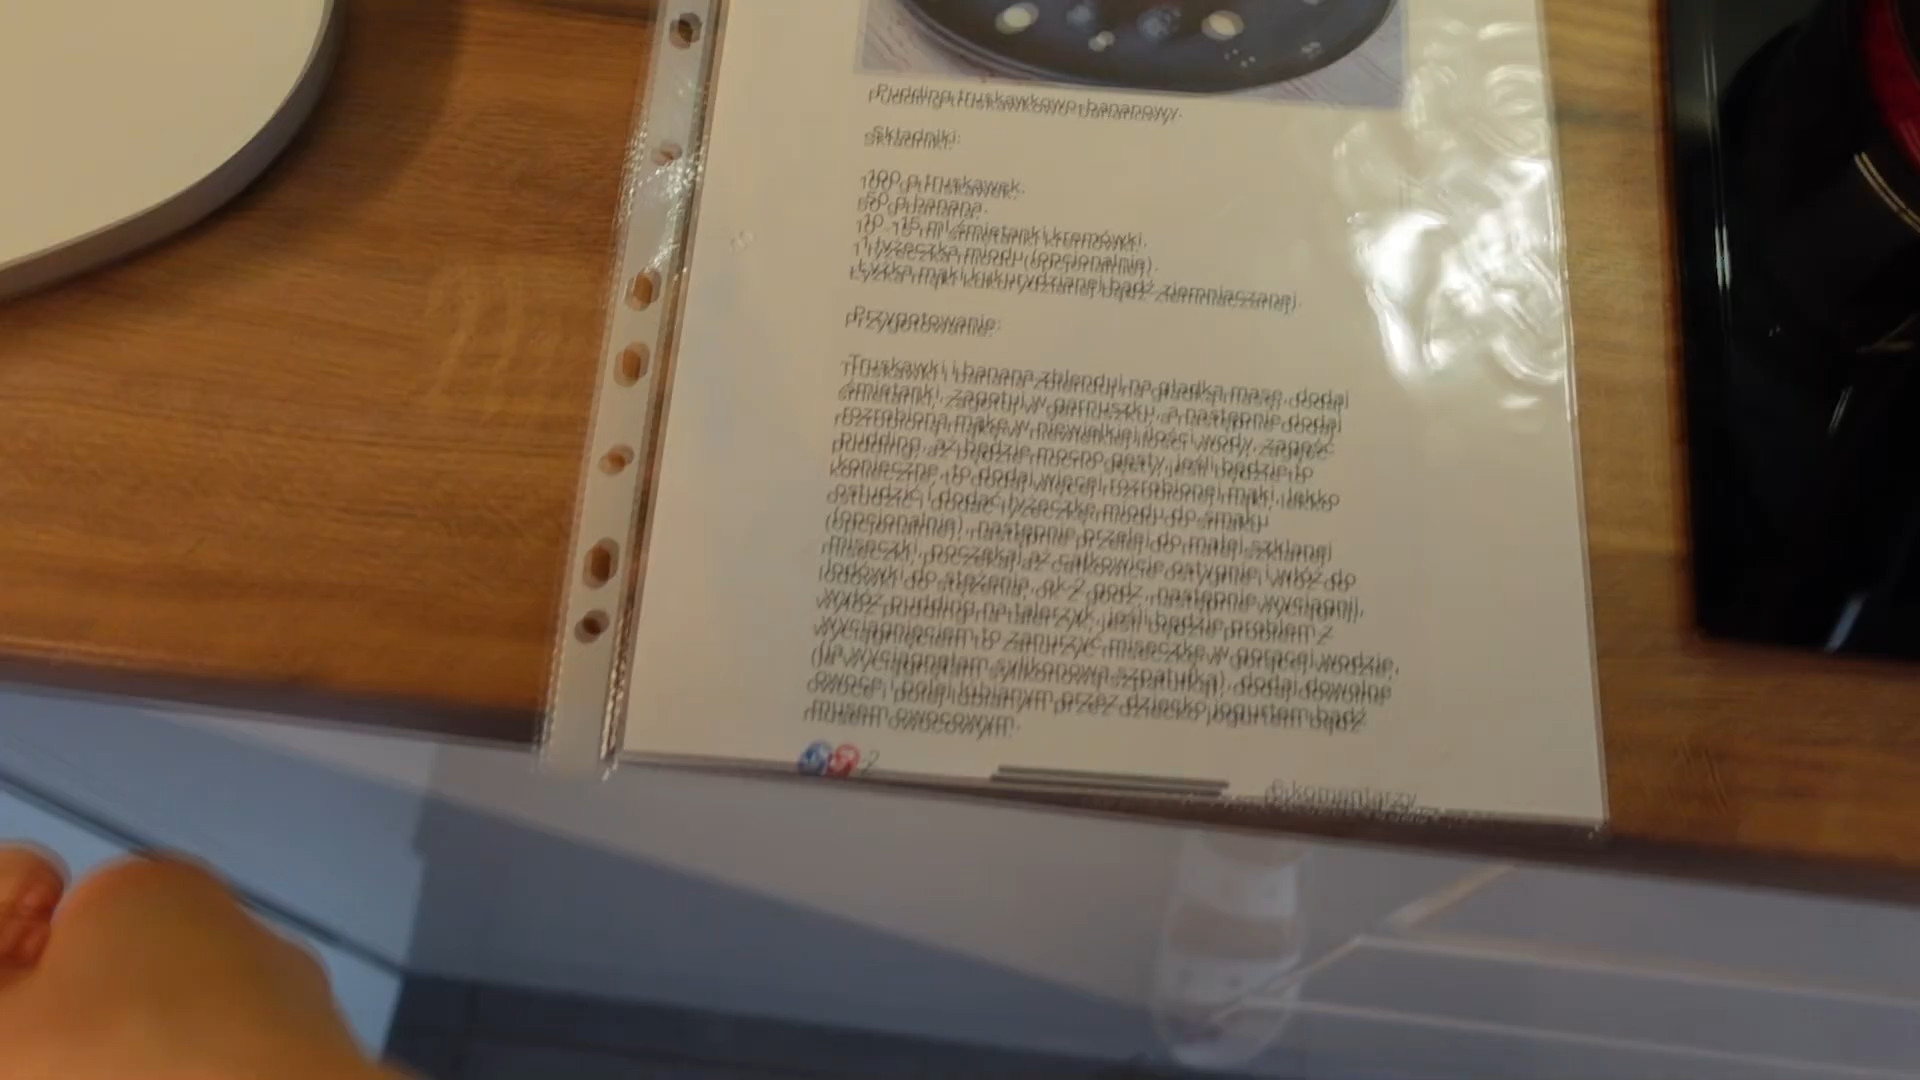 Pudding truskawkowo-bananowy.
Składniki:
100 g truskawek.
50 g banana.
10 -15 ml śmietanki kremówki.
1 łyżeczka miodu (opcjonalnie).
Łyżka mąki kukurydzianej bądź ziemniaczanej.
Przygotowanie:
Truskawki i banana zblenduj na gładką masę, dodaj
śmietanki, zagotuj w garnuszku, a następnie dodaj
rozrobioną mąkę w niewielkiej ilości wody, zagość
pudding, aż będzie mocno gęsty, jeśli będzie to
konieczne, to dodaj więcej rozrobionej mąki, lekko
ostudzić i dodać łyżeczkę miodu do smaku
(opcjonalnie), następnie przelej do małej szklanej
miseczki, poczekaj aż całkowicie ostygnie i włóż do
lodówki do stężenia, ok 2 godz, następnie wyciągnij,
wyłóż pudding na talerzyk, jeśli będzie problem z
wyciągnięciem to zanurzyć miseczkę w gorącej wodzie,
(ja wyciągnęłam sylikonową szpatułką), dodaj dowolne
owoce i polej lubianym przez dziecko jogurtem bądź
musem owocowym.
2
6 komentarzy